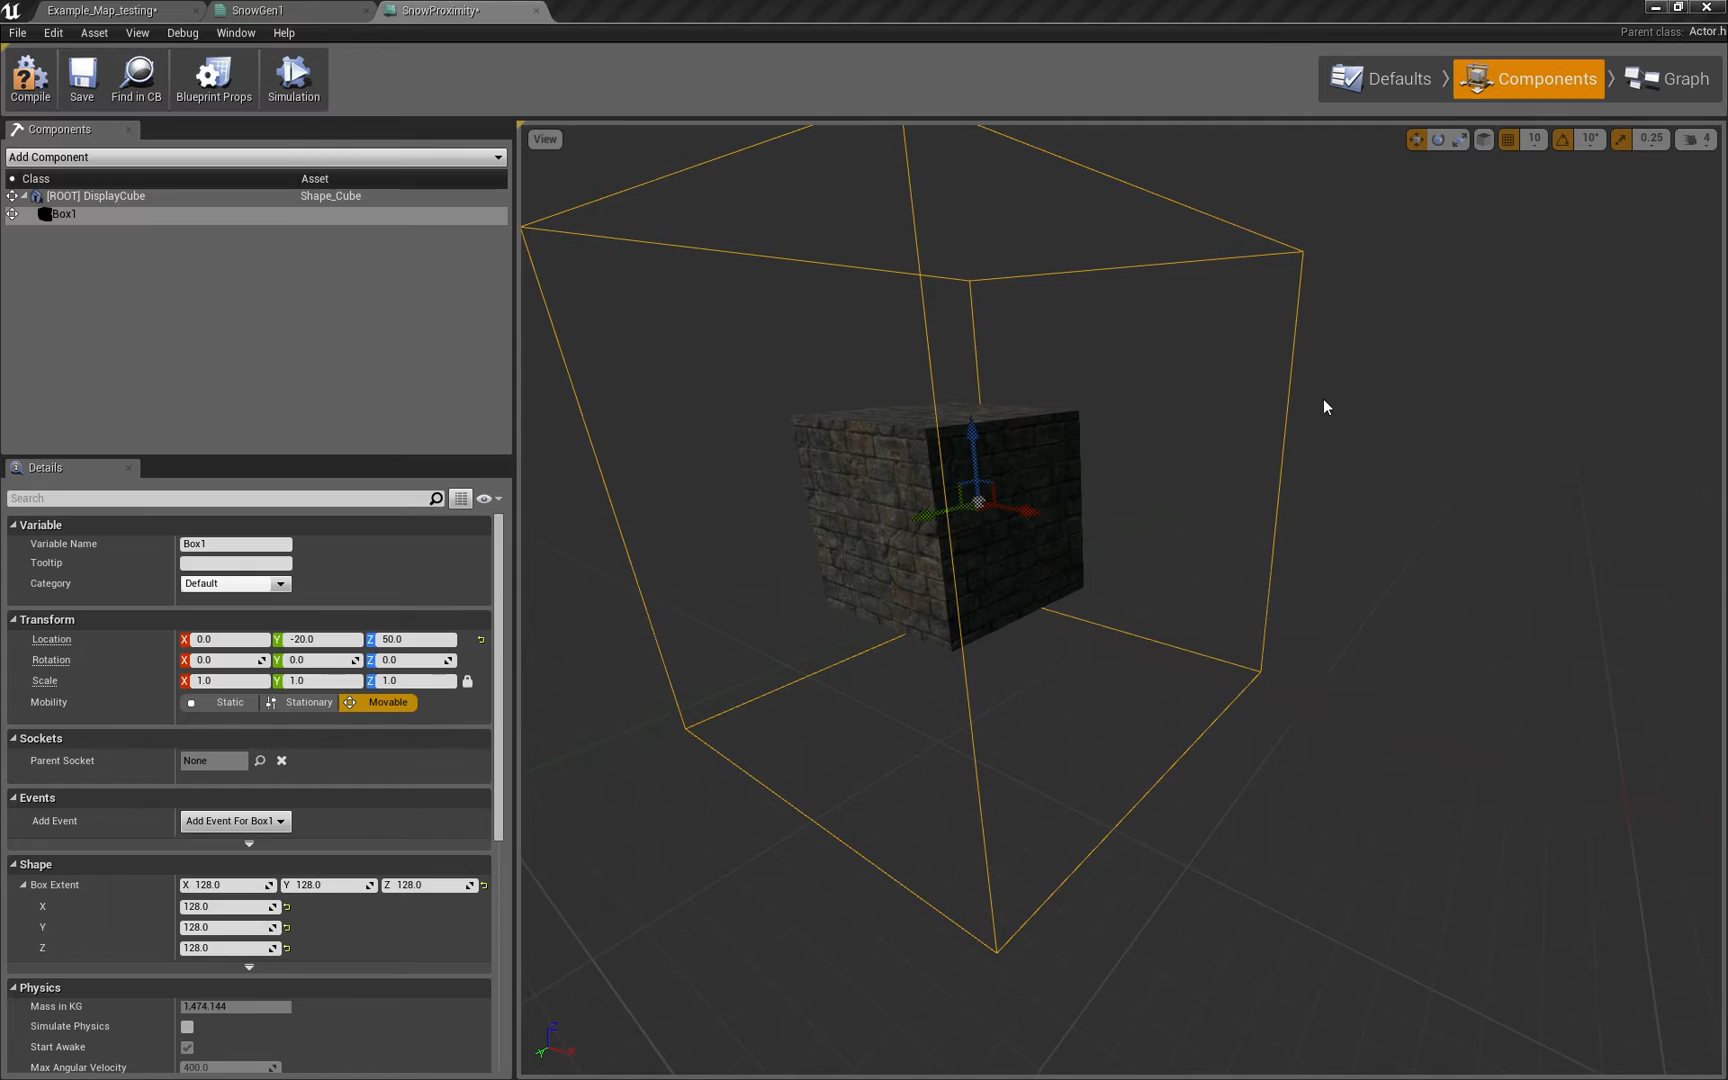 Example_Map_testing*
SnowGen1
SnowProximity*
File Edit Asset View Debug Window Help
Parent class: Actor.h
Compile Save Find in CB Blueprint Props Simulation
Defaults Components Graph
Components
Add Component
Class Asset
[ROOT] DisplayCube Shape_Cube
Box1
View
10 10° 0.25 4
Details
Search
Variable
Variable Name Box1
Tooltip
Category Default
Transform
Location X 0.0 Y -20.0 Z 50.0
Rotation X 0.0 Y 0.0 Z 0.0
Scale X 1.0 Y 1.0 Z 1.0
Mobility Static Stationary Movable
Sockets
Parent Socket None
Events
Add Event Add Event For Box1
Shape
Box Extent X 128.0 Y 128.0 Z 128.0
X 128.0
Y 128.0
Z 128.0
Physics
Mass in KG 1,474.144
Simulate Physics
Start Awake
Max Angular Velocity 400.0
Z
X
Y